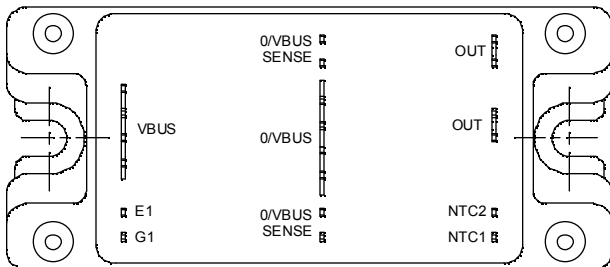 0/VBUS
SENSE
OUT
VBUS
0/VBUS
OUT
E1
0/VBUS
SENSE
NTC2
G1
NTC1